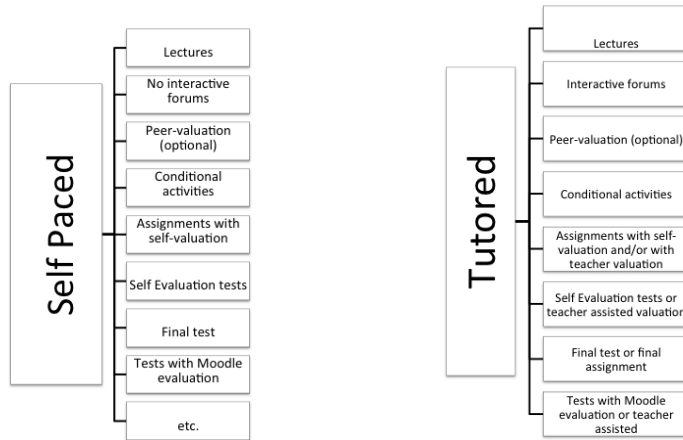 Self Paced
Lectures
No interactive
forums
Peer-valuation
(optional)
Conditional
activities
Assignments with
self-valuation
Self Evaluation tests
Final test
Tests with Moodle
evaluation
etc.
Tutored
Lectures
Interactive forums
Peer-valuation (optional)
Conditional activities
Assignments with self-
valuation and/or with
teacher valuation
Self Evaluation tests or
teacher assisted valuation
Final test or final
assignment
Tests with Moodle
evaluation or teacher
assisted